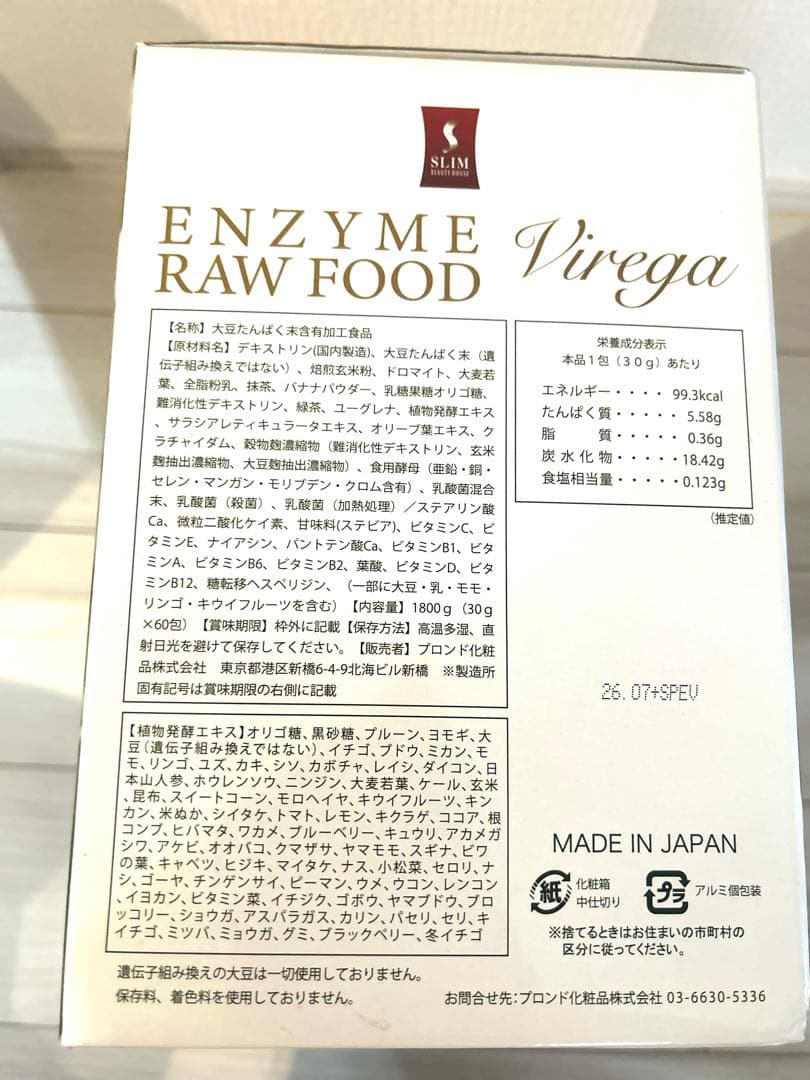 SLIM
BEAUTY HOUSE
ENZYME
RAW FOOD
Virega
【名称】大豆たんぱく末含有加工食品
【原材料名】デキストリン(国内製造)、大豆たんぱく末（遺
伝子組み換えではない）、焙煎玄米粉、ドロマイト、大麦若
葉、全脂粉乳、抹茶、バナナパウダー、乳糖果糖オリゴ糖、
難消化性デキストリン、緑茶、ユーグレナ、植物発酵エキス
、サラシアレティキュラータエキス、オリーブ葉エキス、ク
ラチャイダム、穀物麹濃縮物（難消化性デキストリン、玄米
麹抽出濃縮物、大豆麹抽出濃縮物）、食用酵母（亜鉛・銅・
セレン・マンガン・モリブデン・クロム含有）、乳酸菌混合
末、乳酸菌（殺菌）、乳酸菌（加熱処理）／ステアリン酸
Ca、微粒二酸化ケイ素、甘味料(ステビア)、ビタミンC、ビ
タミンE、ナイアシン、パントテン酸Ca、ビタミンB1、ビタ
ミンA、ビタミンB6、ビタミンB2、葉酸、ビタミンD、ビタ
ミンB12、糖転移ヘスペリジン、（一部に大豆・乳・モモ・
リンゴ・キウイフルーツを含む）【内容量】1800g（30g
×60包）【賞味期限】枠外に記載【保存方法】高温多湿、直
射日光を避けて保存してください。【販売者】ブロンド化粧
品株式会社　東京都港区新橋6-4-9北海ビル新橋　※製造所
固有記号は賞味期限の右側に記載
栄養成分表示
本品1包（30g）あたり
エネルギー・・・・99.3kcal
たんぱく質・・・・・5.58g
脂　　質・・・・・0.36g
炭水化物・・・・・18.42g
食塩相当量・・・・・0.123g
（推定値）
26.07+SPEV
【植物発酵エキス】オリゴ糖、黒砂糖、プルーン、ヨモギ、大
豆（遺伝子組み換えではない）、イチゴ、ブドウ、ミカン、モ
モ、リンゴ、ユズ、カキ、シソ、カボチャ、レイシ、ダイコン、日
本山人参、ホウレンソウ、ニンジン、大麦若葉、ケール、玄米
、昆布、スイートコーン、モロヘイヤ、キウイフルーツ、キン
カン、米ぬか、シイタケ、トマト、レモン、キクラゲ、ココア、根
コンブ、ヒバマタ、ワカメ、ブルーベリー、キュウリ、アカメガ
シワ、アケビ、オオバコ、クマザサ、ヤマモモ、スギナ、ビワ
の葉、キャベツ、ヒジキ、マイタケ、ナス、小松菜、セロリ、ナ
シ、ゴーヤ、チンゲンサイ、ピーマン、ウメ、ウコン、レンコン
、イヨカン、ビタミン菜、イチジク、ゴボウ、ヤマブドウ、ブロ
ッコリー、ショウガ、アスパラガス、カリン、パセリ、セリ、キ
イチゴ、ミツバ、ミョウガ、グミ、ブラックベリー、冬イチゴ
MADE IN JAPAN
紙
化粧箱
中仕切り
プラ
アルミ個包装
※捨てるときはお住まいの市町村の
区分に従ってください。
遺伝子組み換えの大豆は一切使用しておりません。
保存料、着色料を使用しておりません。
お問合せ先：ブロンド化粧品株式会社 03-6630-5336